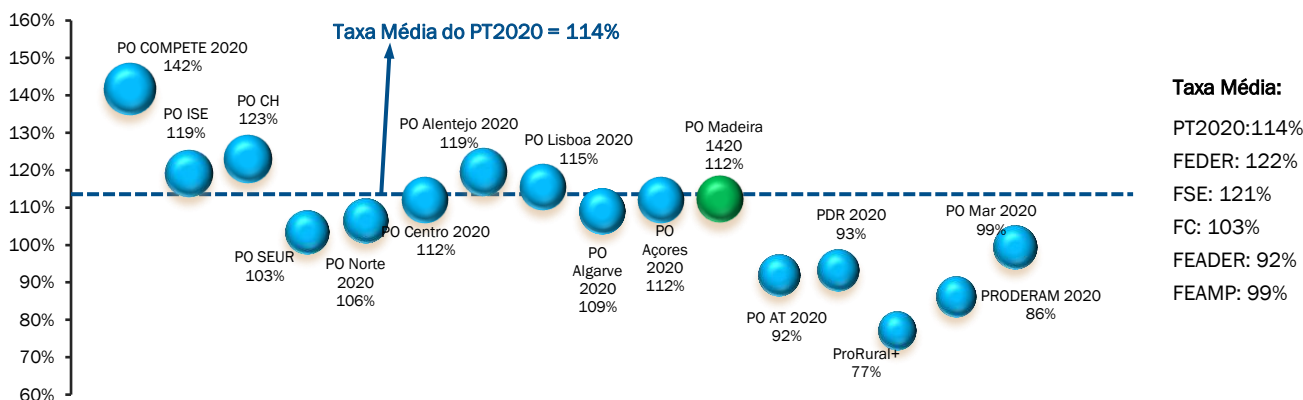 160%
150%
140%
130%
120%
110%
100%
90%
80%
70%
60%
Taxa Média do PT2020 = 114%
PO COMPETE 2020
142%
PO ISE
119%
PO CH
123%
PO SEUR
103%
PO Norte
2020
106%
PO Centro 2020
112%
PO Alentejo 2020
119%
PO Lisboa 2020
115%
PO
Algarve
2020
109%
PO
Açores
2020
112%
PO Madeira
1420
112%
PO AT 2020
92%
PDR 2020
93%
ProRural+
77%
PRODERAM 2020
86%
PO Mar 2020
99%
Taxa Média:
PT2020:114%
FEDER: 122%
FSE: 121%
FC: 103%
FEADER: 92%
FEAMP: 99%